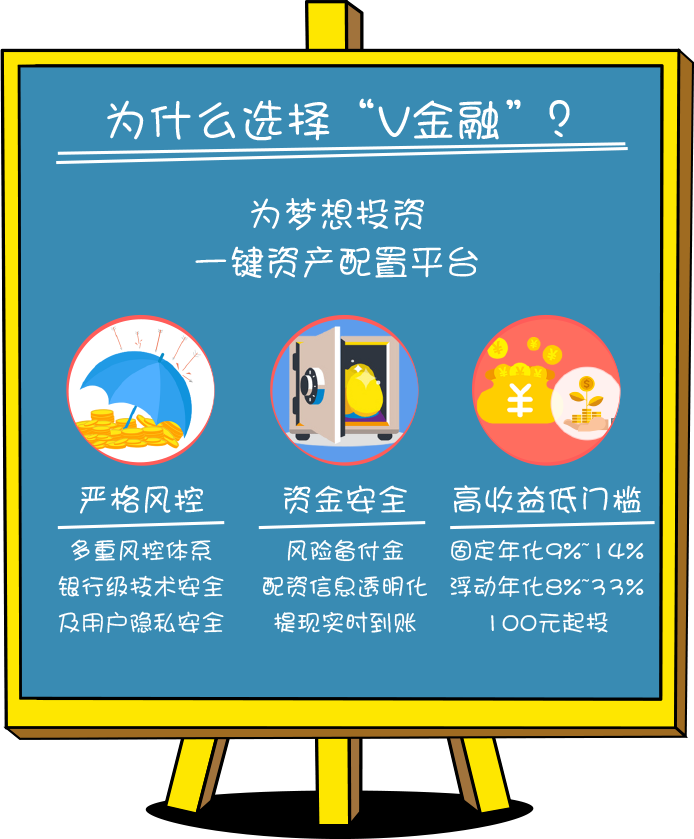 为什么选择“V金融”？
为梦想投资
一键资产配置平台
严格风控
多重风控体系
银行级技术安全
及用户隐私安全
资金安全
风险备付金
配资信息透明化
提现实时到账
高收益低门槛
固定年化9%~14%
浮动年化8%~33%
100元起投